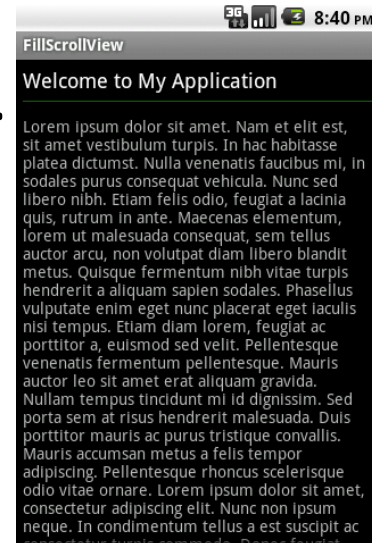 3G 8:40 PM
FillScrollView
Welcome to My Application
Lorem ipsum dolor sit amet. Nam et elit est,
sit amet vestibulum turpis. In hac habitasse
platea dictumst. Nulla venenatis faucibus mi, in
sodales purus consequat vehicula. Nunc sed
libero nibh. Etiam felis odio, feugiat a lacinia
quis, rutrum in ante. Maecenas elementum,
lorem ut malesuada consequat, sem tellus
auctor arcu, non volutpat diam libero blandit
metus. Quisque fermentum nibh vitae turpis
hendrerit a aliquam sapien sodales. Phasellus
vulputate enim eget nunc placerat eget iaculis
nisi tempus. Etiam diam lorem, feugiat ac
porttitor a, euismod sed velit. Pellentesque
venenatis fermentum pellentesque. Mauris
auctor leo sit amet erat aliquam gravida.
Nullam tempus tincidunt mi id dignissim. Sed
porta sem at risus hendrerit malesuada. Duis
porttitor mauris ac purus tristique convallis.
Mauris accumsan metus a felis tempor
adipiscing. Pellentesque rhoncus scelerisque
odio vitae ornare. Lorem ipsum dolor sit amet,
consectetur adipiscing elit. Nunc non ipsum
neque. In condimentum tellus a est suscipit ac
consectetur turpis commodo. Donec feugiat